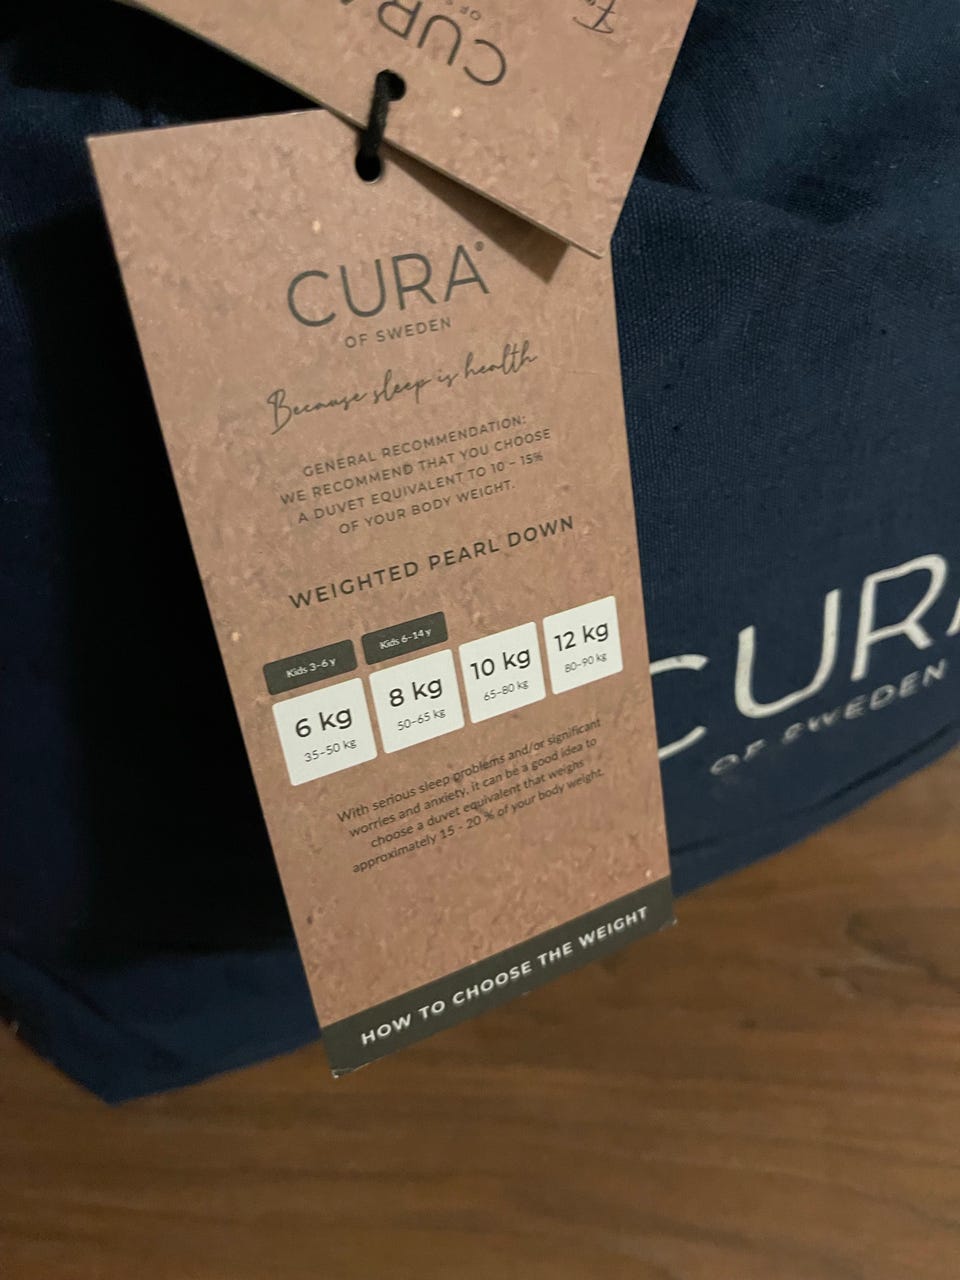 CURA
OF S
CURA®
OF SWEDEN
Because sleep is health
GENERAL RECOMMENDATION:
WE RECOMMEND THAT YOU CHOOSE
A DUVET EQUIVALENT TO 10 – 15%
OF YOUR BODY WEIGHT.
WEIGHTED PEARL DOWN
Kids 3-6 y
Kids 6-14 y
6 kg
35-50 kg
8 kg
50-65 kg
10 kg
65-80 kg
12 kg
80-90 kg
With serious sleep problems and/or significant
worries and anxiety, it can be a good idea to
choose a duvet equivalent that weighs
approximately 15 - 20 % of your body weight.
HOW TO CHOOSE THE WEIGHT
CURA
OF SWEDEN